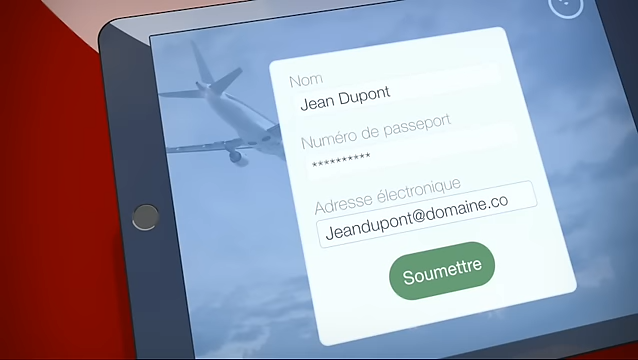 Nom
Jean Dupont
Numéro de passeport
**********
Adresse électronique
Jeandupont@domaine.co
Soumettre